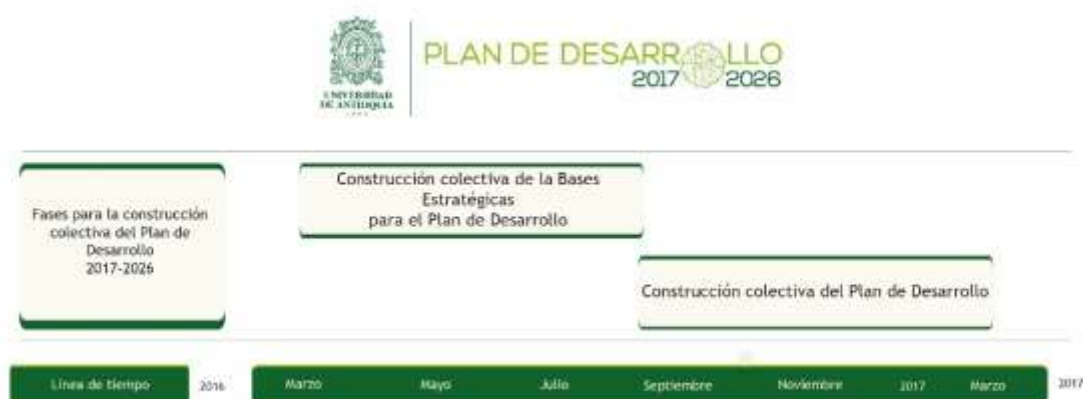 UNIVERSIDAD
DE ANTIOQUIA
PLAN DE DESARROLLO
2017 2026
Fases para la construcción
colectiva del Plan de
Desarrollo
2017-2026
Construcción colectiva de la Bases
Estratégicas
para el Plan de Desarrollo
Construcción colectiva del Plan de Desarrollo
Línea de tiempo 2016 Marzo Mayo Julio Septiembre Noviembre 2017 Marzo 2017